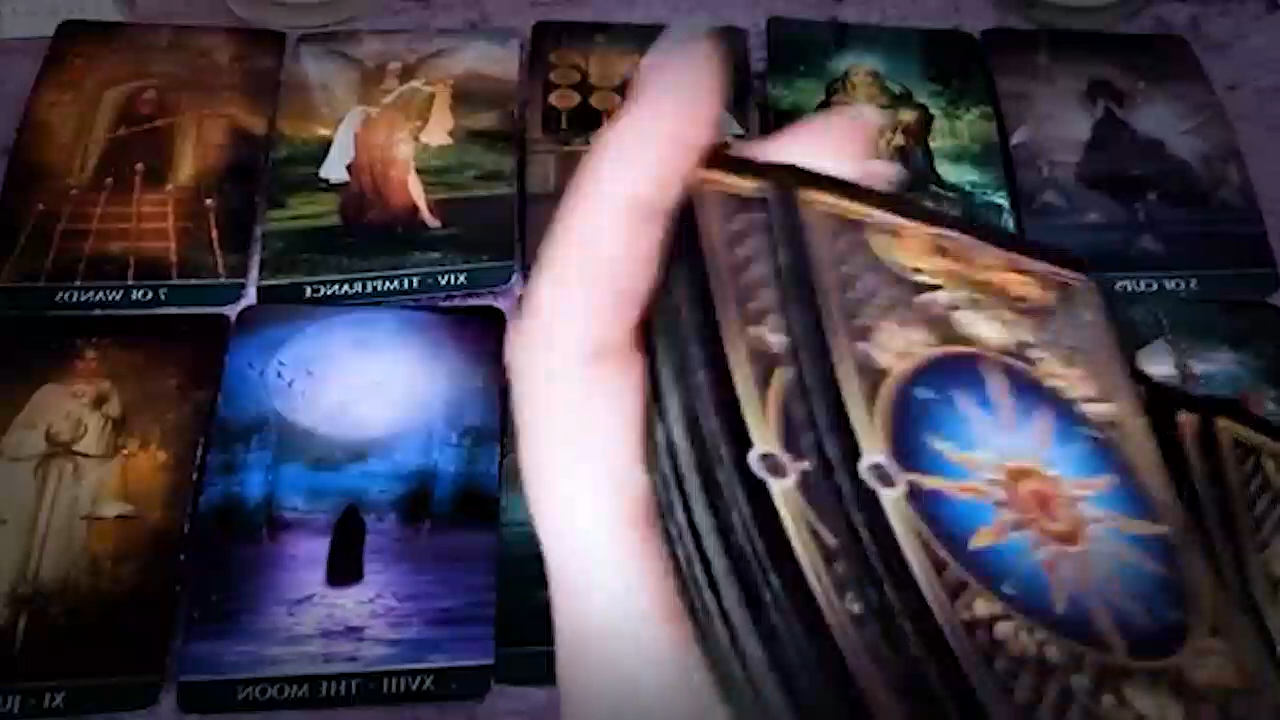 7 OF WANDS
XIV · TEMPERANCE
5 OF CUPS
XI · JU
XVIII · THE MOON